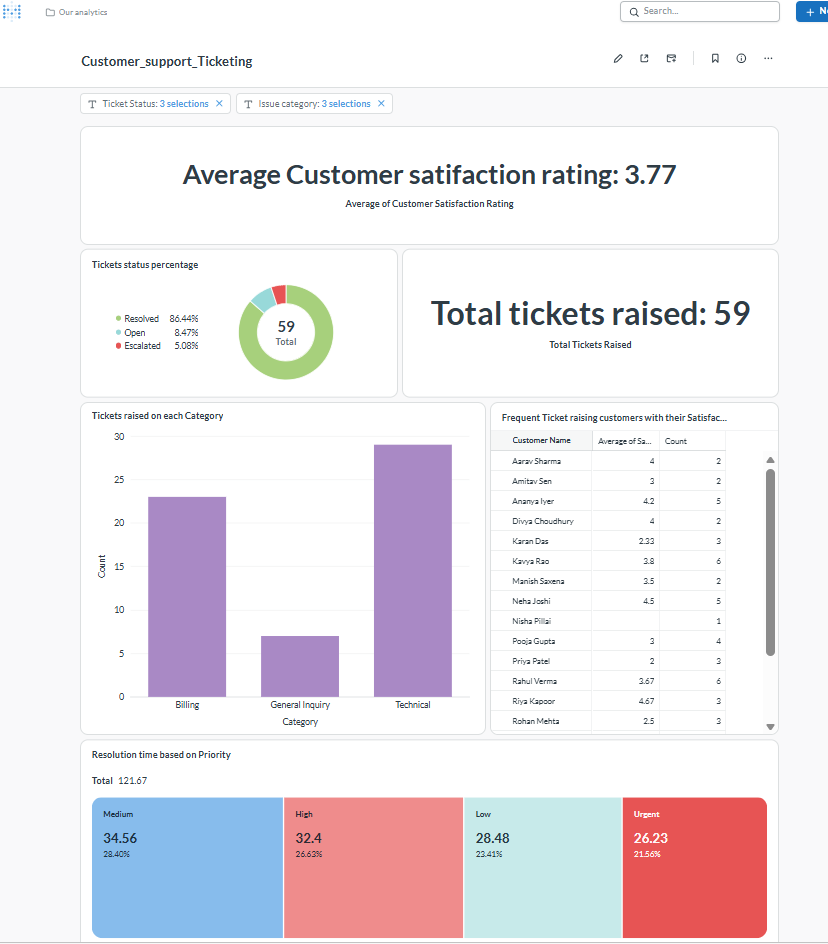 Our analytics
Search...
Customer_support_Ticketing
Ticket Status: 3 selections
Issue category: 3 selections
Average Customer satifaction rating: 3.77
Average of Customer Satisfaction Rating
Tickets status percentage
Resolved 86.44%
Open 8.47%
Escalated 5.08%
59
Total
Total tickets raised: 59
Total Tickets Raised
Tickets raised on each Category
30
25
20
15
10
5
0
Count
Billing General Inquiry Technical
Category
Frequent Ticket raising customers with their Satisfac...
Customer Name Average of Sa... Count
Aarav Sharma 4 2
Amitav Sen 3 2
Ananya Iyer 4.2 5
Divya Choudhury 4 2
Karan Das 2.33 3
Kavya Rao 3.8 6
Manish Saxena 3.5 2
Neha Joshi 4.5 5
Nisha Pillai 1
Pooja Gupta 3 4
Priya Patel 2 3
Rahul Verma 3.67 6
Riya Kapoor 4.67 3
Rohan Mehta 2.5 3
Resolution time based on Priority
Total 121.67
Medium
34.56
28.40%
High
32.4
26.63%
Low
28.48
23.41%
Urgent
26.23
21.56%